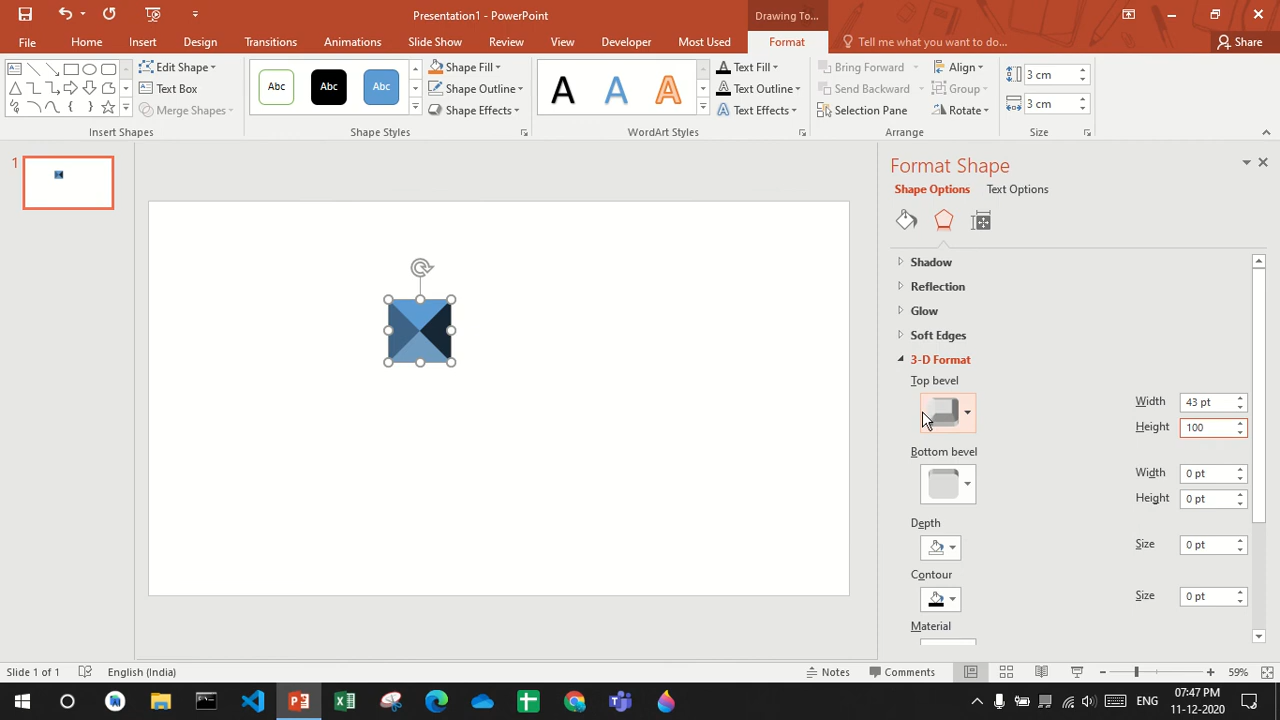 Presentation1 - PowerPoint
Drawing To...
File
Home
Insert
Design
Transitions
Animations
Slide Show
Review
View
Developer
Most Used
Format
Tell me what you want to do...
Share
Edit Shape
Text Box
Merge Shapes
Insert Shapes
Abc
Abc
Abc
Shape Fill
Shape Outline
Shape Effects
Shape Styles
A
A
A
Text Fill
Text Outline
Text Effects
WordArt Styles
Bring Forward
Send Backward
Selection Pane
Align
Group
Rotate
Arrange
3 cm
3 cm
Size
1
Format Shape
Shape Options
Text Options
Shadow
Reflection
Glow
Soft Edges
3-D Format
Top bevel
Width
43 pt
Height
100
Bottom bevel
Width
0 pt
Height
0 pt
Depth
Size
0 pt
Contour
Size
0 pt
Material
Slide 1 of 1
English (India)
Notes
Comments
59%
ENG
07:47 PM
11-12-2020